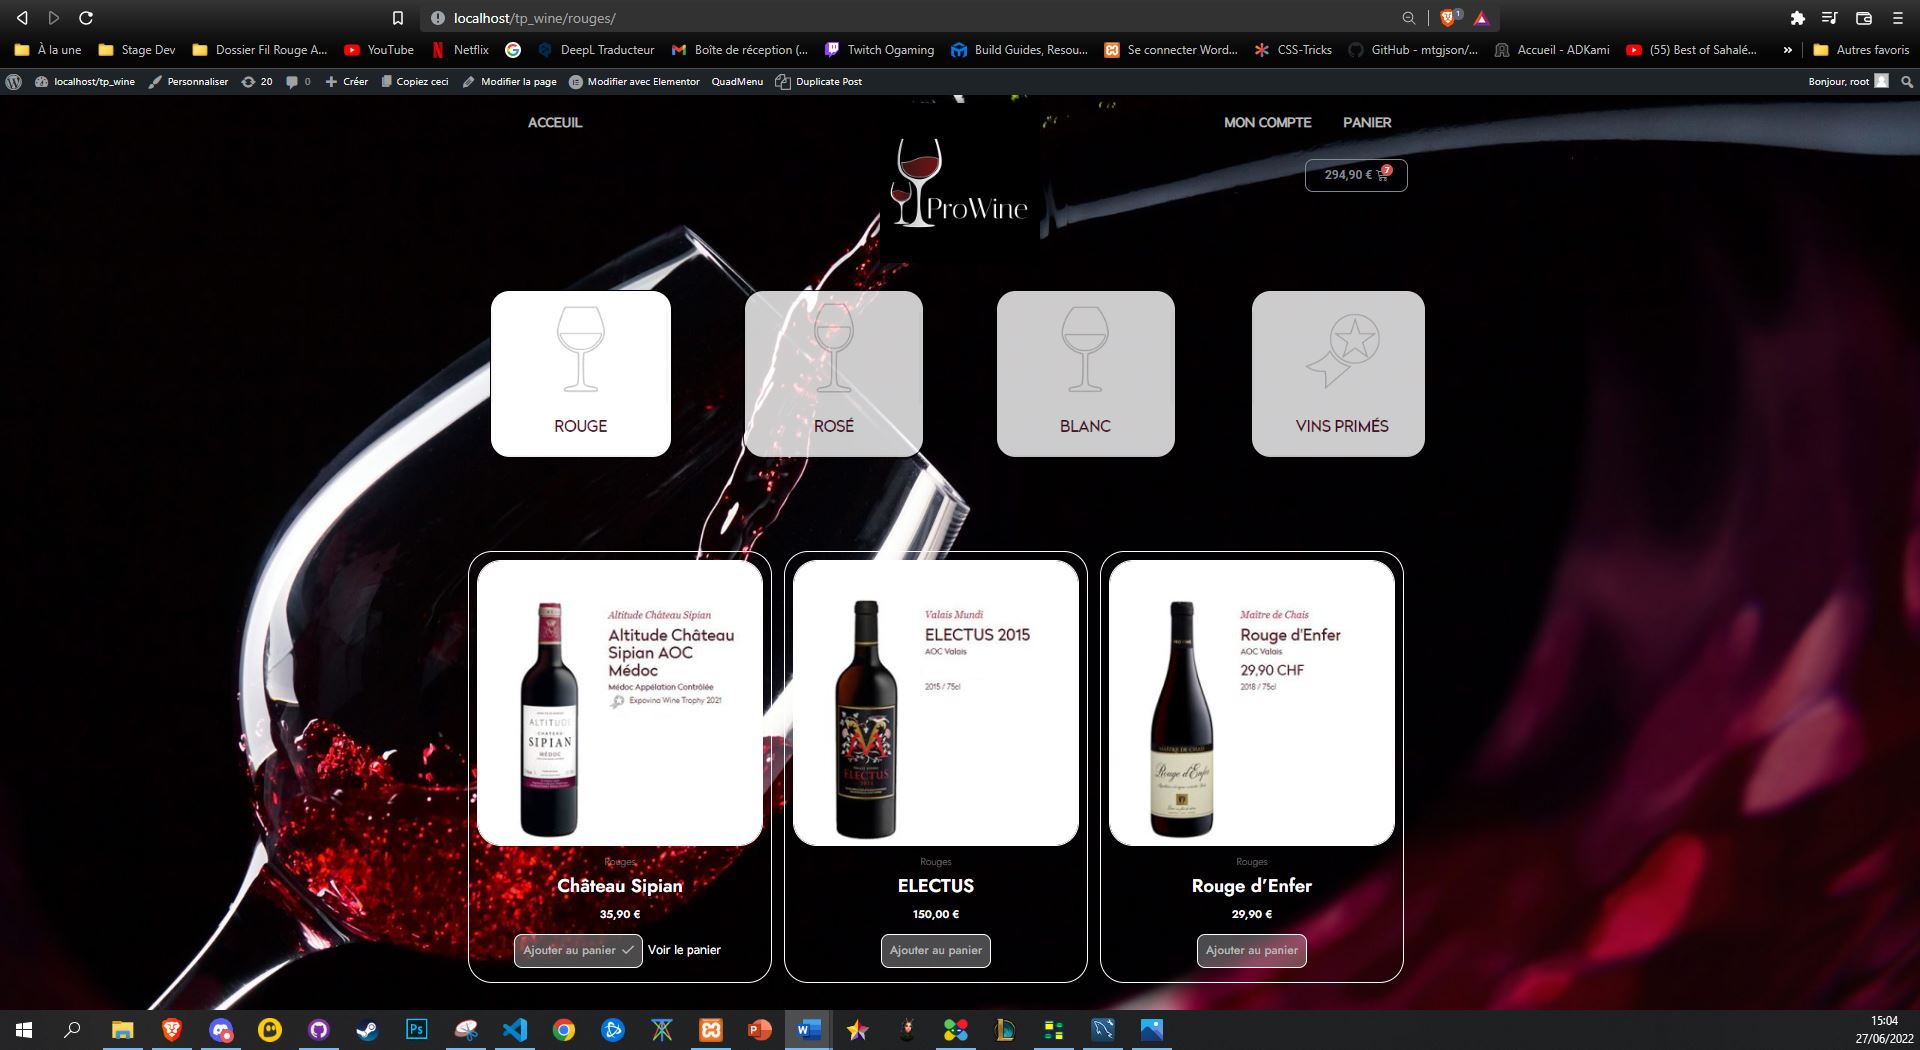 localhost/tp_wine/rouges/
1
À la une
Stage Dev
Dossier Fil Rouge A...
YouTube
Netflix
DeepL Traducteur
Boîte de réception (...
Twitch Ogaming
Build Guides, Resou...
Se connecter Word...
CSS-Tricks
GitHub - mtgjson/...
Accueil - ADKami
(55) Best of Sahalé...
»
Autres favoris
localhost/tp_wine
Personnaliser
20
0
Créer
Copiez ceci
Modifier la page
Modifier avec Elementor
QuadMenu
Duplicate Post
Bonjour, root
ACCEUIL
MON COMPTE
PANIER
294,90 €
7
ProWine
ROUGE
ROSÉ
BLANC
VINS PRIMÉS
Altitude Château Sipian
Altitude Château
Sipian AOC
Médoc
Médoc Appélation Contrôlée
Expovina Wine Trophy 2021
ALTITUDE
CHATEAU
SIPIAN
MÉDOC
Valais Mundi
ELECTUS 2015
AOC Valais
2015 / 75cl
ELECTUS
Maître de Chais
Rouge d'Enfer
AOC Valais
29,90 CHF
2018 / 75cl
MAÎTRE DE CHAIS
Rouge d'Enfer
Rouges
Château Sipian
35,90 €
Ajouter au panier
Voir le panier
Rouges
ELECTUS
150,00 €
Ajouter au panier
Rouges
Rouge d'Enfer
29,90 €
Ajouter au panier
15:04
27/06/2022